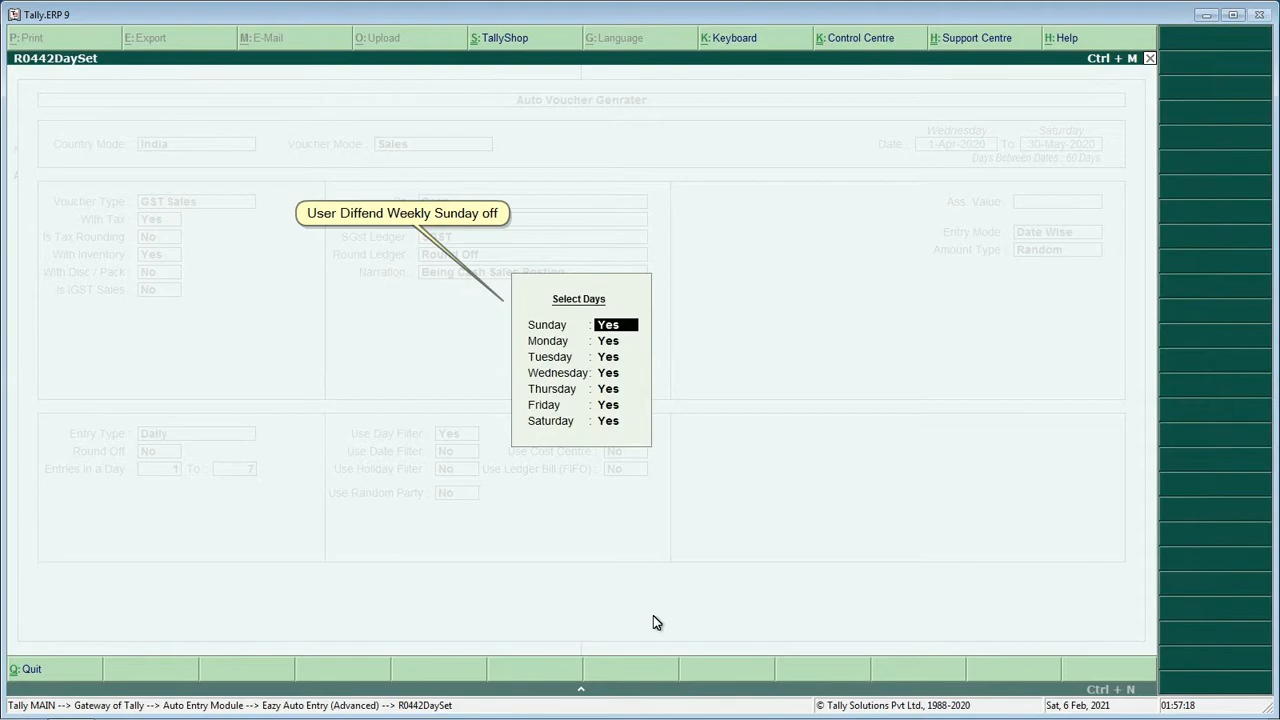 Tally.ERP 9
P: Print
E: Export
M: E-Mail
O: Upload
S: TallyShop
G: Language
K: Keyboard
K: Control Centre
H: Support Centre
H: Help
R0442DaySet
Ctrl + M
Auto Voucher Genrater
Country Mode: India
Voucher Mode : Sales
Wednesday
Saturday
Date : 1-Apr-2020 To: 30-May-2020
Days Between Dates : 60 Days
Voucher Type : GST Sales
With Tax : Yes
Is Tax Rounding : No
With Inventory : Yes
With Disc / Pack : No
Is IGST Sales : No
User Diffend Weekly Sunday off
SGst Ledger : SGST
Round Ledger : Round Off
Narration : Being Cash Sales Posting
Ass. Value :
Entry Mode : Date Wise
Amount Type : Random
Select Days
Sunday : Yes
Monday : Yes
Tuesday : Yes
Wednesday: Yes
Thursday : Yes
Friday : Yes
Saturday : Yes
Entry Type : Daily
Round Off : No
Entries in a Day : 1 To : 7
Use Day Filter : Yes
Use Date Filter : No
Use Cost Centre : No
Use Holiday Filter : No
Use Ledger Bill (FIFO) : No
Use Random Party : No
Q: Quit
Ctrl + N
Tally MAIN --> Gateway of Tally --> Auto Entry Module --> Eazy Auto Entry (Advanced) --> R0442DaySet
© Tally Solutions Pvt Ltd., 1988-2020
Sat, 6 Feb, 2021
01:57:18